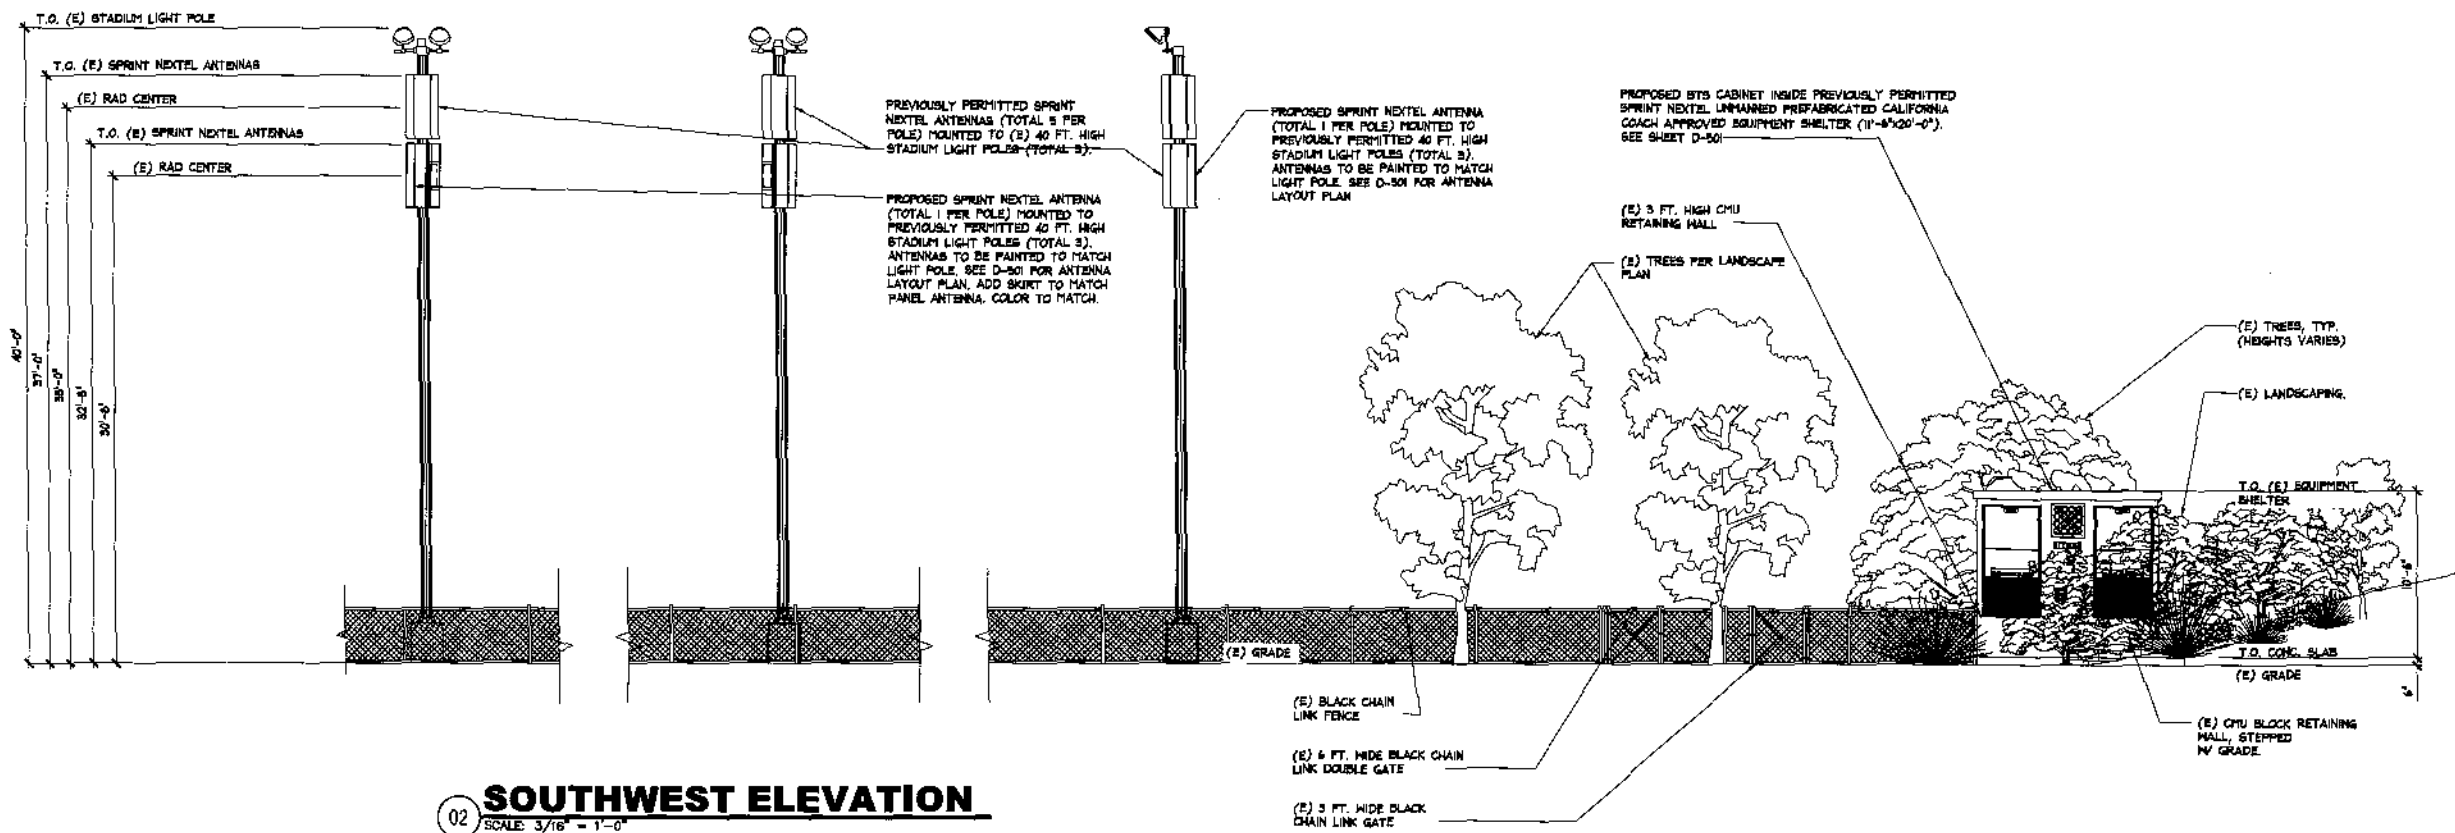 T.O. (E) STADIUM LIGHT POLE
T.O. (E) SPRINT NEXTEL ANTENNAS
(E) RAD CENTER
T.O. (E) SPRINT NEXTEL ANTENNAS
(E) RAD CENTER
40'-0"
37'-0"
35'-0"
32'-6"
30'-6"
PREVIOUSLY PERMITTED SPRINT
NEXTEL ANTENNAS (TOTAL 5 PER
POLE) MOUNTED TO (E) 40 FT. HIGH
STADIUM LIGHT POLES (TOTAL 3).
PROPOSED SPRINT NEXTEL ANTENNA
(TOTAL 1 PER POLE) MOUNTED TO
PREVIOUSLY PERMITTED 40 FT. HIGH
STADIUM LIGHT POLES (TOTAL 3).
ANTENNAS TO BE PAINTED TO MATCH
LIGHT POLE, SEE D-501 FOR ANTENNA
LAYOUT PLAN, ADD SKIRT TO MATCH
PANEL ANTENNA, COLOR TO MATCH.
PROPOSED SPRINT NEXTEL ANTENNA
(TOTAL 1 PER POLE) MOUNTED TO
PREVIOUSLY PERMITTED 40 FT. HIGH
STADIUM LIGHT POLES (TOTAL 3).
ANTENNAS TO BE PAINTED TO MATCH
LIGHT POLE. SEE D-501 FOR ANTENNA
LAYOUT PLAN
PROPOSED BTS CABINET INSIDE PREVIOUSLY PERMITTED
SPRINT NEXTEL UNMANNED PREFABRICATED CALIFORNIA
COACH APPROVED EQUIPMENT SHELTER (11'-6"x20'-0").
SEE SHEET D-501
(E) 3 FT. HIGH CMU
RETAINING WALL
(E) TREES PER LANDSCAPE
PLAN
(E) TREES, TYP.
(HEIGHTS VARIES)
(E) LANDSCAPING.
T.O. (E) EQUIPMENT
SHELTER
T.O. CONC. SLAB
(E) GRADE
6"
(E) GRADE
(E) BLACK CHAIN
LINK FENCE
(E) 6 FT. WIDE BLACK CHAIN
LINK DOUBLE GATE
(E) 3 FT. WIDE BLACK
CHAIN LINK GATE
(E) CMU BLOCK RETAINING
WALL, STEPPED
W/ GRADE.
02
SOUTHWEST ELEVATION
SCALE: 3/16" = 1'-0"